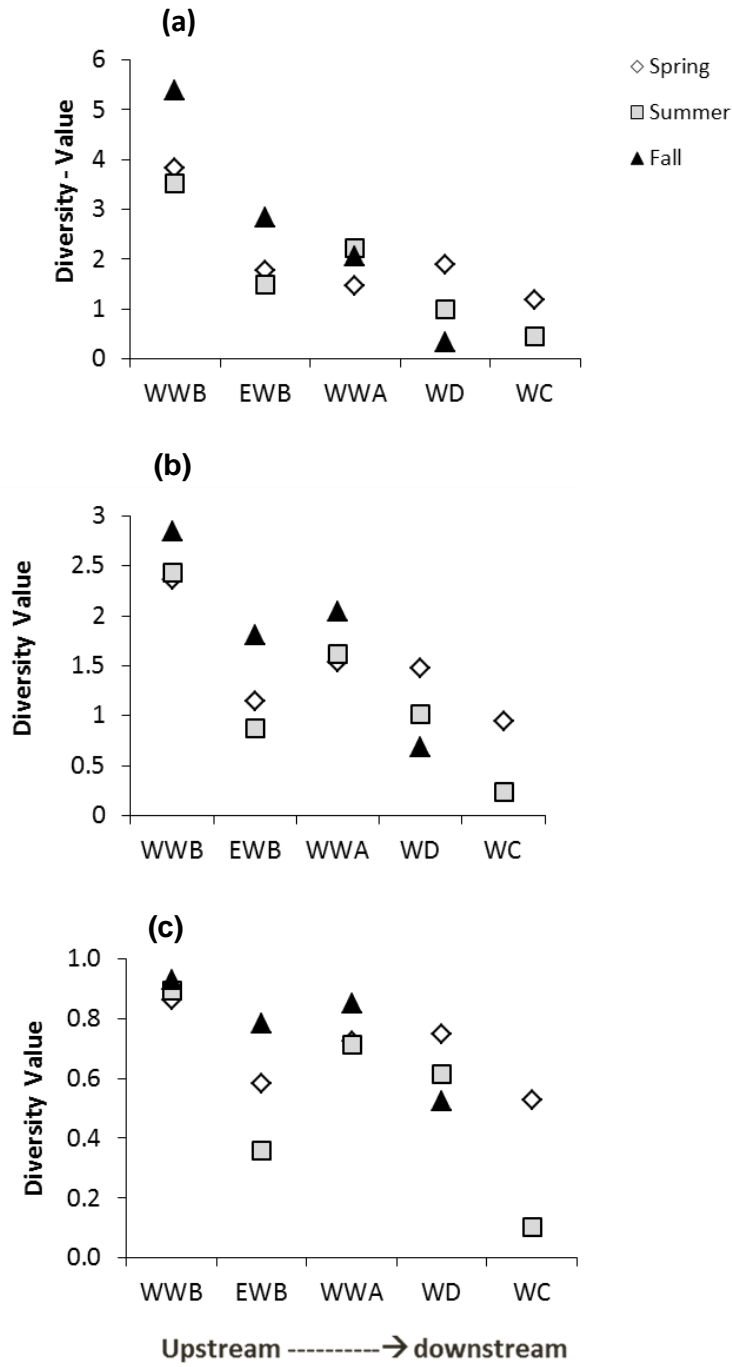 (a)
Diversity - Value
6
5
4
3
2
1
0
WWB EWB WWA WD WC
Spring
Summer
Fall
(b)
Diversity Value
3
2.5
2
1.5
1
0.5
0
WWB EWB WWA WD WC
(c)
Diversity Value
1.0
0.8
0.6
0.4
0.2
0.0
WWB EWB WWA WD WC
Upstream ----------→ downstream